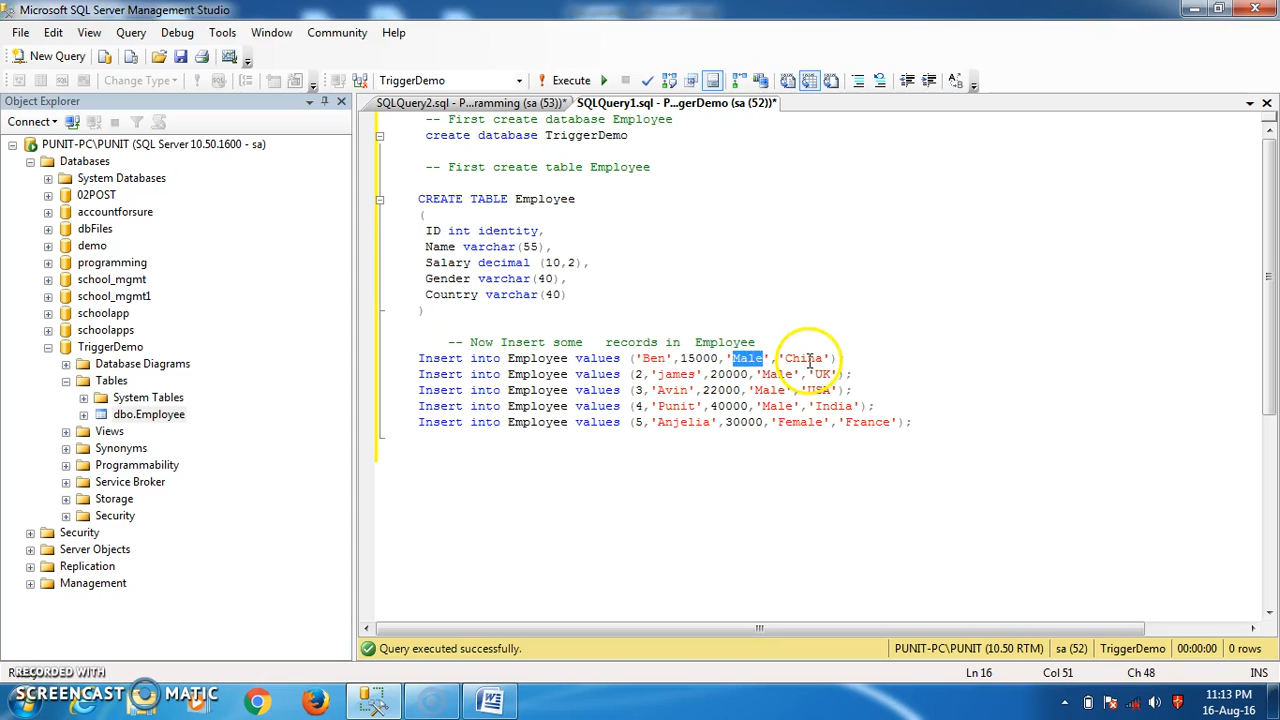 Microsoft SQL Server Management Studio
File Edit View Query Debug Tools Window Community Help
New Query
Change Type
TriggerDemo
Execute
Object Explorer
SQLQuery2.sql - P...ramming (sa (53))*
SQLQuery1.sql - P...gerDemo (sa (52))*
Connect
PUNIT-PC\PUNIT (SQL Server 10.50.1600 - sa)
Databases
System Databases
02POST
accountforsure
dbFiles
demo
programming
school_mgmt
school_mgmt1
schoolapp
schoolapps
TriggerDemo
Database Diagrams
Tables
System Tables
dbo.Employee
Views
Synonyms
Programmability
Service Broker
Storage
Security
Security
Server Objects
Replication
Management
-- First create database Employee
create database TriggerDemo
-- First create table Employee
CREATE TABLE Employee
(
ID int identity,
Name varchar(55),
Salary decimal (10,2),
Gender varchar(40),
Country varchar(40)
)
-- Now Insert some records in Employee
Insert into Employee values ('Ben',15000,'Male','China');
Insert into Employee values (2,'james',20000,'Male','UK');
Insert into Employee values (3,'Avin',22000,'Male','USA');
Insert into Employee values (4,'Punit',40000,'Male','India');
Insert into Employee values (5,'Anjelia',30000,'Female','France');
Query executed successfully.
PUNIT-PC\PUNIT (10.50 RTM) sa (52) TriggerDemo 00:00:00 0 rows
Ln 16 Col 51 Ch 48 INS
RECORDED WITH
SCREENCAST MATIC
11:13 PM
16-Aug-16